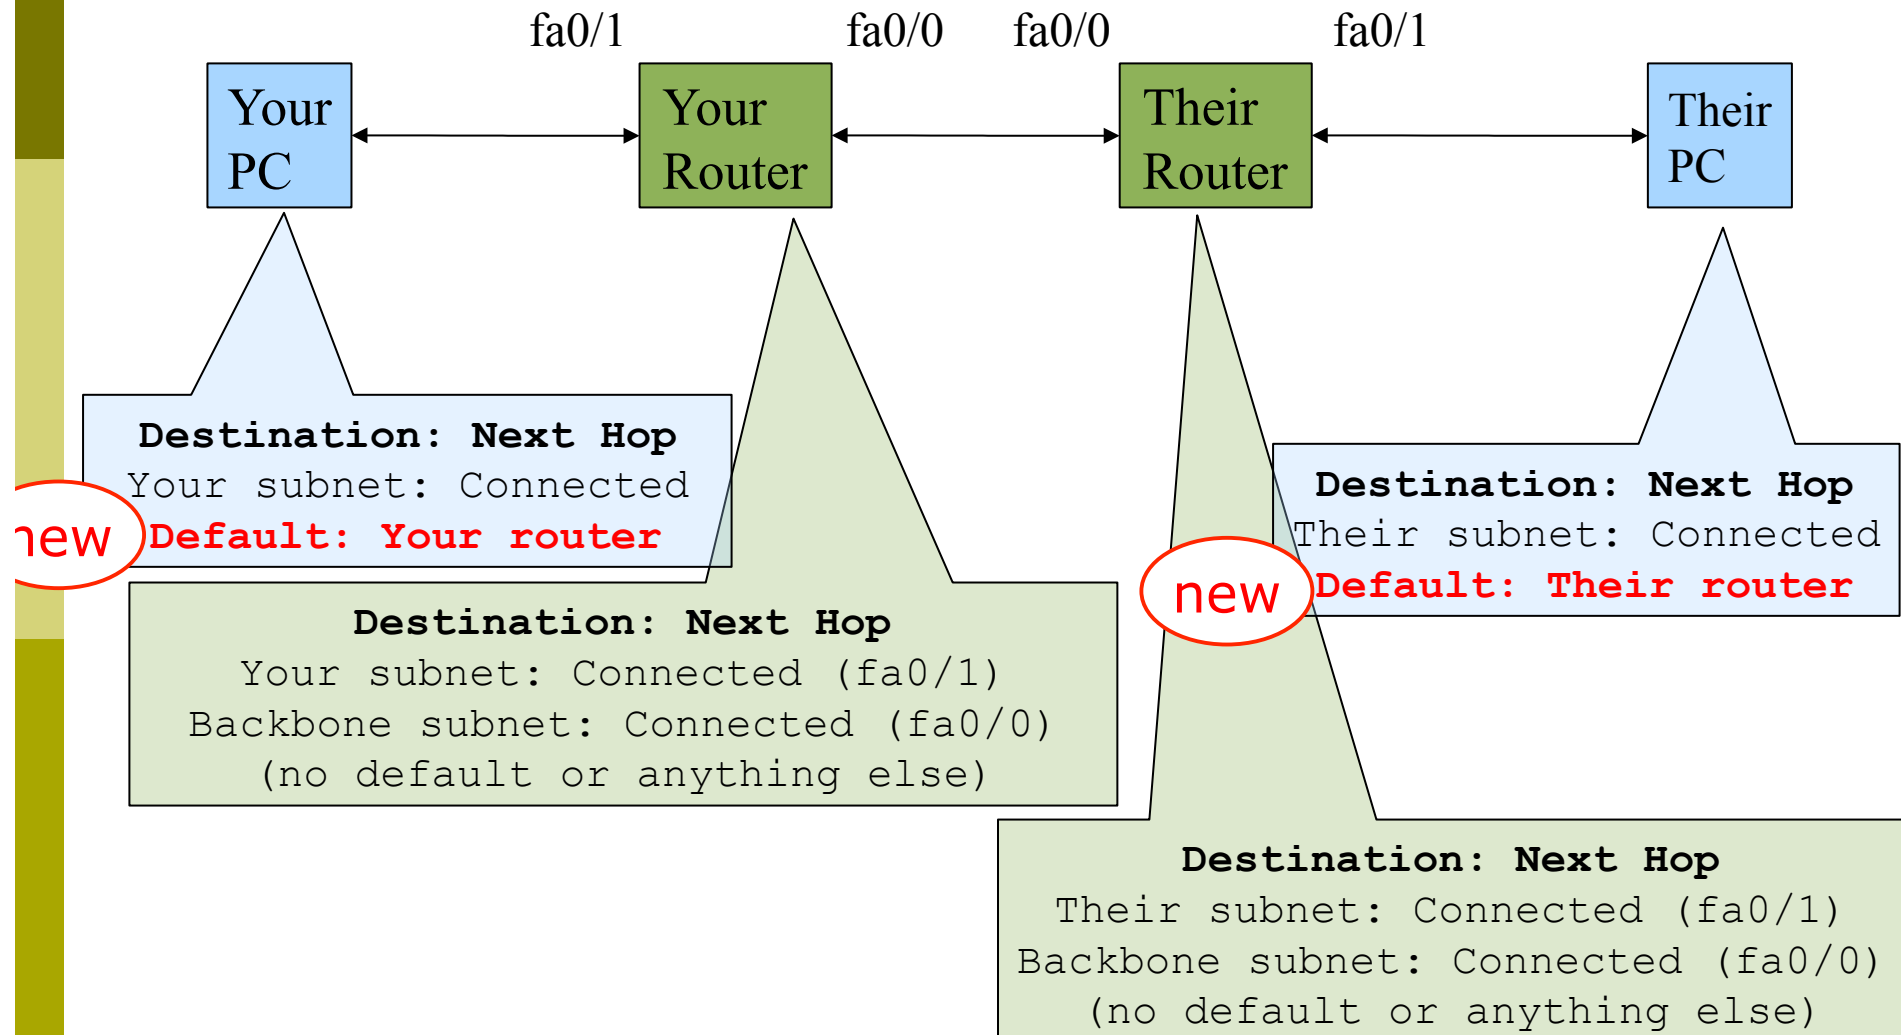 fa0/1 fa0/0 fa0/0 fa0/1
Your
PC
Your
Router
Their
Router
Their
PC
Destination: Next Hop
Your subnet: Connected
Default: Your router
new
Destination: Next Hop
Your subnet: Connected (fa0/1)
Backbone subnet: Connected (fa0/0)
(no default or anything else)
Destination: Next Hop
Their subnet: Connected
Default: Their router
new
Destination: Next Hop
Their subnet: Connected (fa0/1)
Backbone subnet: Connected (fa0/0)
(no default or anything else)